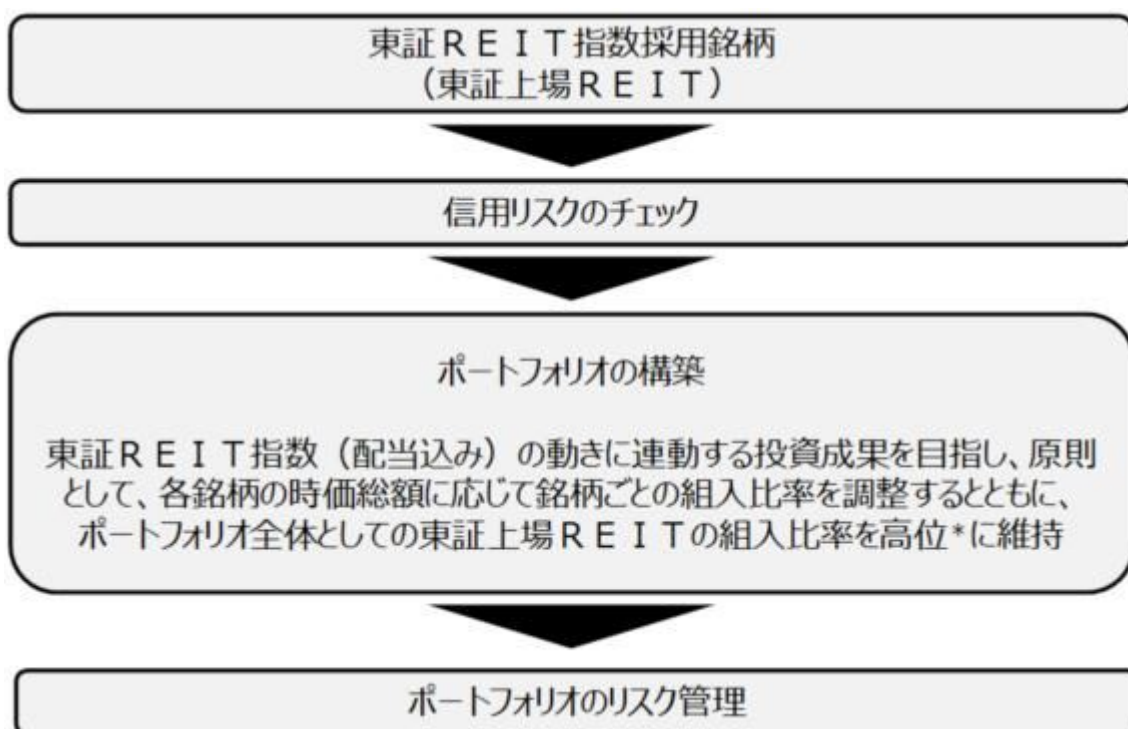 東証ＲＥＩＴ指数採用銘柄
（東証上場ＲＥＩＴ）
信用リスクのチェック
ポートフォリオの構築
東証ＲＥＩＴ指数（配当込み）の動きに連動する投資成果を目指し、原則
として、各銘柄の時価総額に応じて銘柄ごとの組入比率を調整するとともに、
ポートフォリオ全体としての東証上場ＲＥＩＴの組入比率を高位*に維持
ポートフォリオのリスク管理